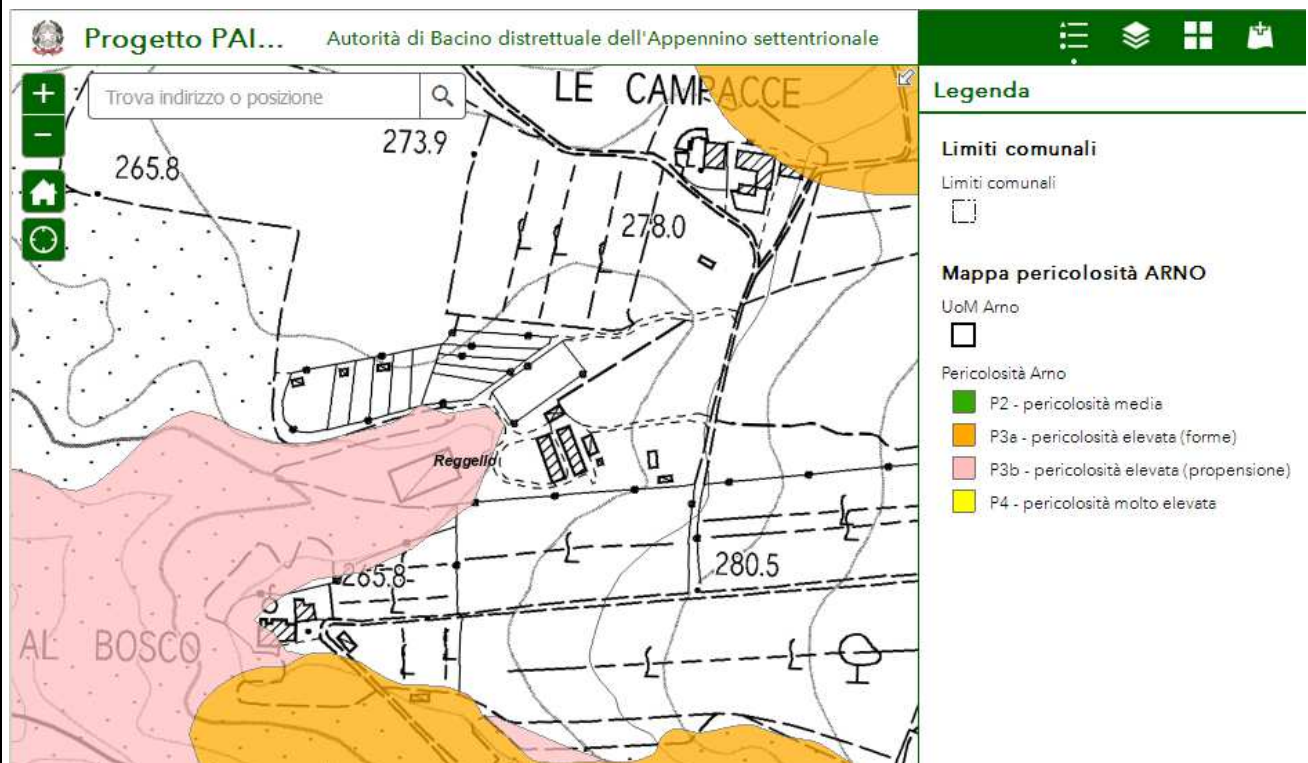 Progetto PAI...
Autorità di Bacino distrettuale dell'Appennino settentrionale
Trova indirizzo o posizione
LE CAMPACCE
273.9
265.8
278.0
Reggello
265.8
280.5
AL BOSCO
Legenda
Limiti comunali
Limiti comunali
Mappa pericolosità ARNO
UoM Arno
Pericolosità Arno
P2 - pericolosità media
P3a - pericolosità elevata (forme)
P3b - pericolosità elevata (propensione)
P4 - pericolosità molto elevata